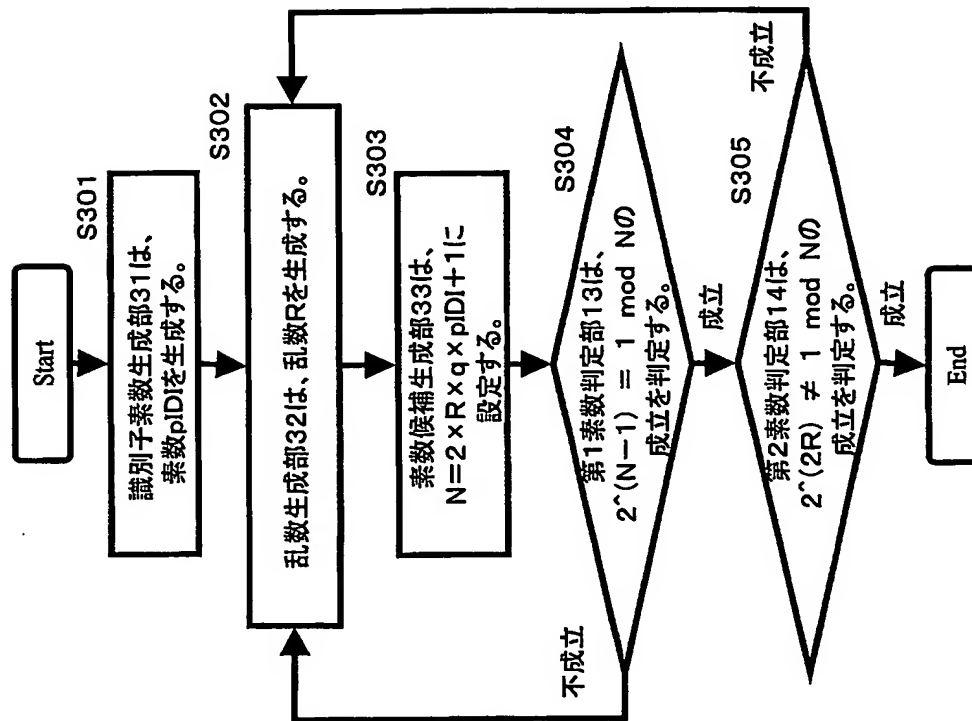 Start
S301
識別子素数生成部31は、
素数pIDIを生成する。
S302
乱数生成部32は、乱数Rを生成する。
S303
素数候補生成部33は、
N=2×R×q×pIDI+1に
設定する。
S304
第1素数判定部13は、
2^(N−1) = 1 mod Nの
成立を判定する。
不成立
成立
S305
第2素数判定部14は、
2^(2R) ≠ 1 mod Nの
成立を判定する。
不成立
成立
End